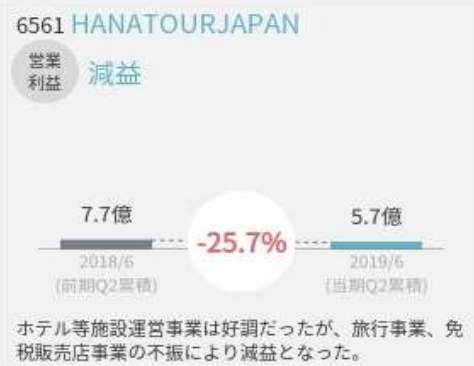 6561 HANATOURJAPAN
営業
利益
減益
7.7億
-25.7%
5.7億
2018/6
(前期Q2累積)
2019/6
(当期Q2累積)
ホテル等施設運営事業は好調だったが、旅行事業、免
税販売店事業の不振により減益となった。